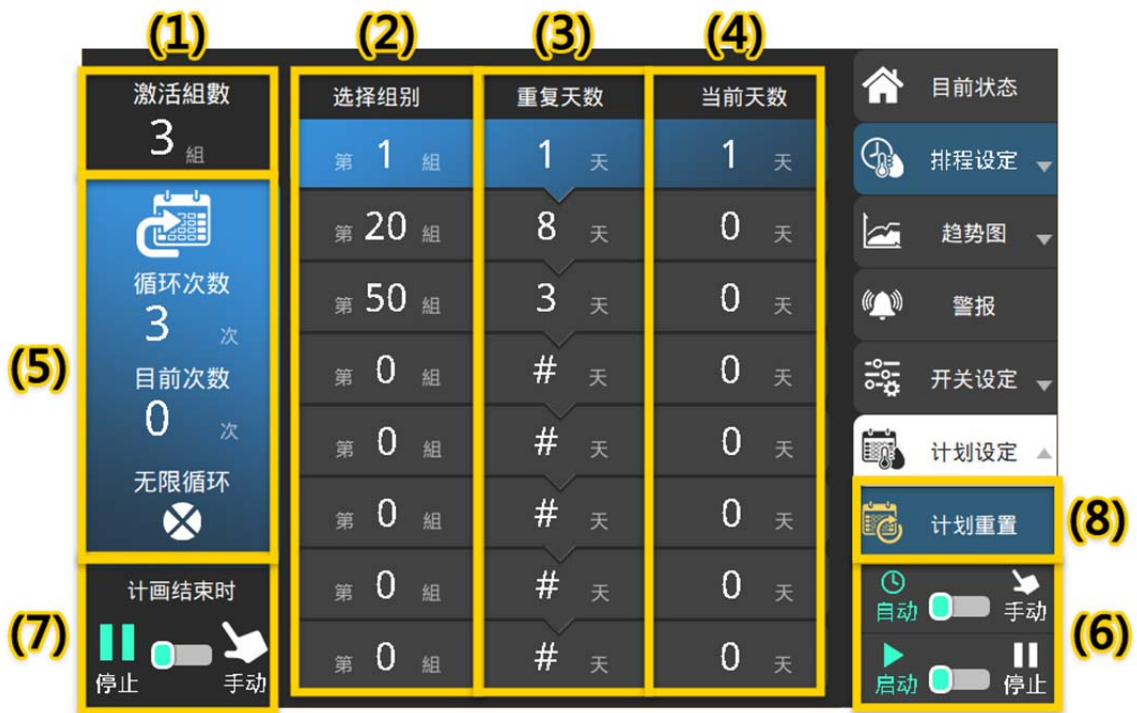 (1)
(2)
(3)
(4)
激活組數
3 組
选择组别
重复天数
当前天数
目前状态
第 1 組 1 天 1 天
排程设定
第 20 組 8 天 0 天
趋势图
循环次数
3 次
第 50 組 3 天 0 天
警报
(5)
目前次数
0 次
第 0 組 # 天 0 天
开关设定
第 0 組 # 天 0 天
计划设定
无限循环
第 0 組 # 天 0 天
计划重置
(8)
计画结束时
第 0 組 # 天 0 天
自动 手动
(6)
(7)
停止 手动
第 0 組 # 天 0 天
启动 停止